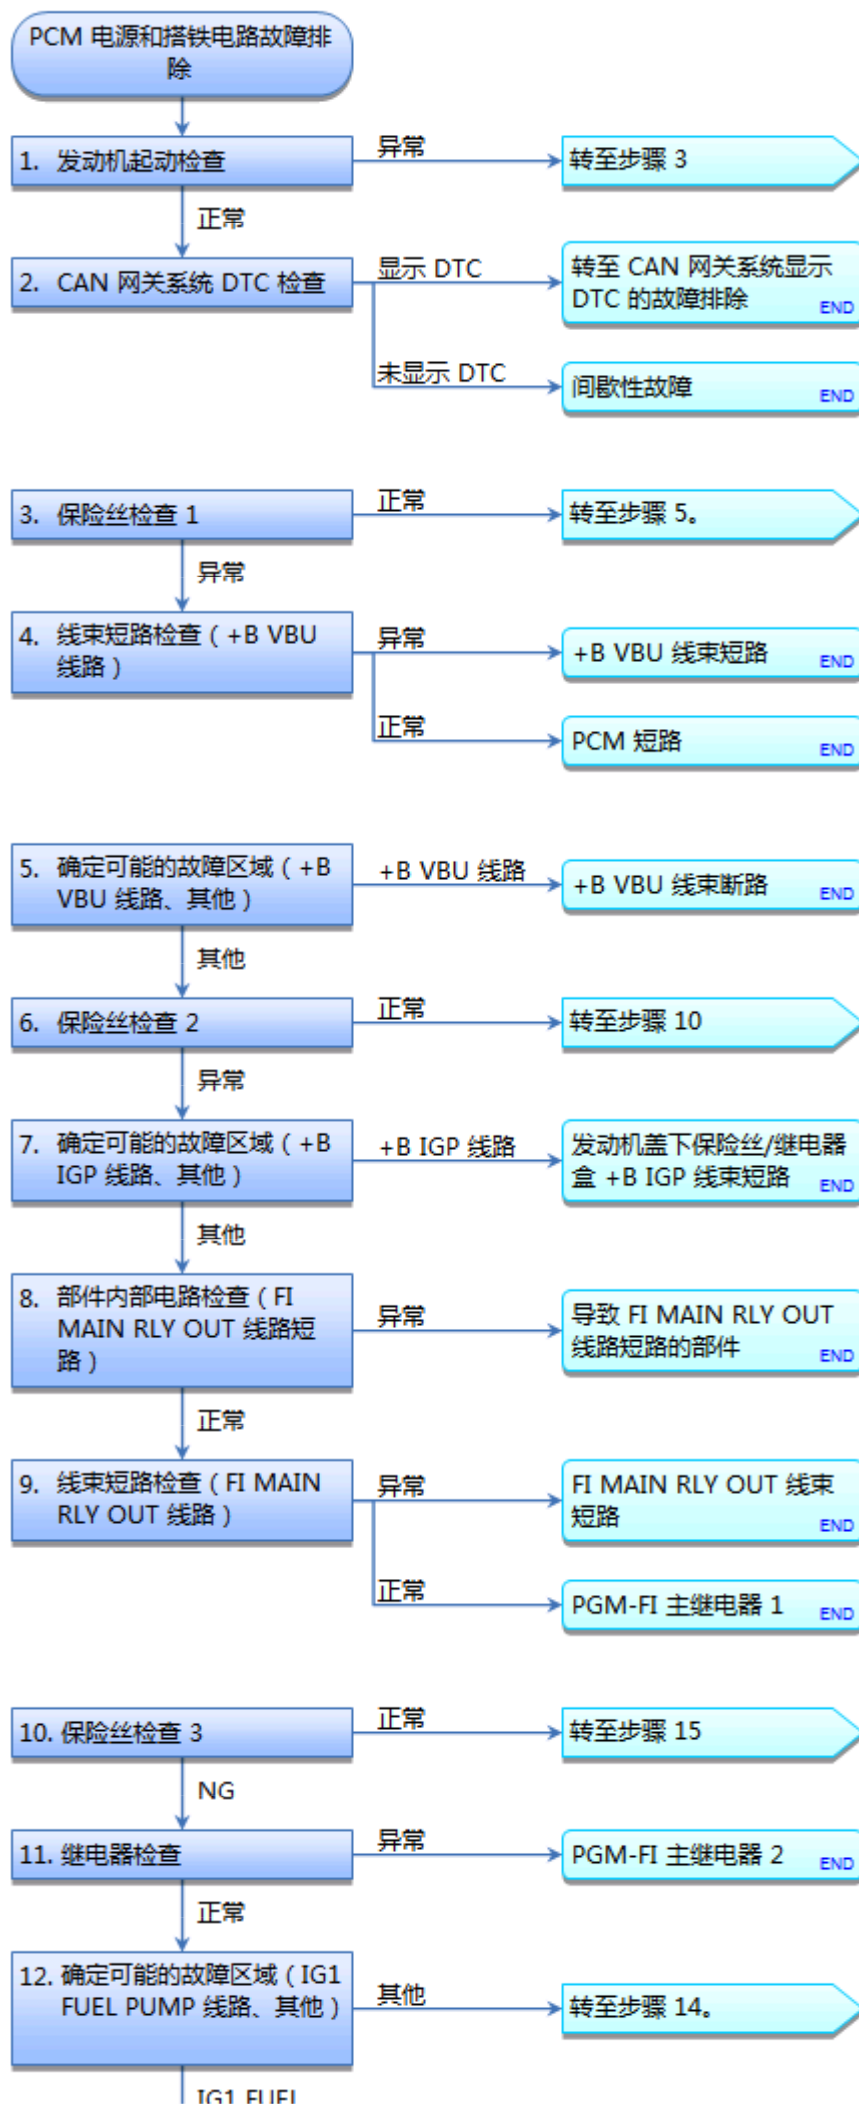 PCM 电源和搭铁电路故障排
除
1. 发动机起动检查
异常
转至步骤 3
正常
2. CAN 网关系统 DTC 检查
显示 DTC
转至 CAN 网关系统显示
DTC 的故障排除
END
未显示 DTC
间歇性故障
END
3. 保险丝检查 1
正常
转至步骤 5。
异常
4. 线束短路检查（+B VBU
线路）
异常
+B VBU 线束短路
END
正常
PCM 短路
END
5. 确定可能的故障区域（+B
VBU 线路、其他）
+B VBU 线路
+B VBU 线束断路
END
其他
6. 保险丝检查 2
正常
转至步骤 10
异常
7. 确定可能的故障区域（+B
IGP 线路、其他）
+B IGP 线路
发动机盖下保险丝/继电器
盒 +B IGP 线束短路
END
其他
8. 部件内部电路检查（FI
MAIN RLY OUT 线路短
路）
异常
导致 FI MAIN RLY OUT
线路短路的部件
END
正常
9. 线束短路检查（FI MAIN
RLY OUT 线路）
异常
FI MAIN RLY OUT 线束
短路
END
正常
PGM-FI 主继电器 1
END
10. 保险丝检查 3
正常
转至步骤 15
NG
11. 继电器检查
异常
PGM-FI 主继电器 2
END
正常
12. 确定可能的故障区域（IG1
FUEL PUMP 线路、其他）
其他
转至步骤 14。
IG1 FUEL